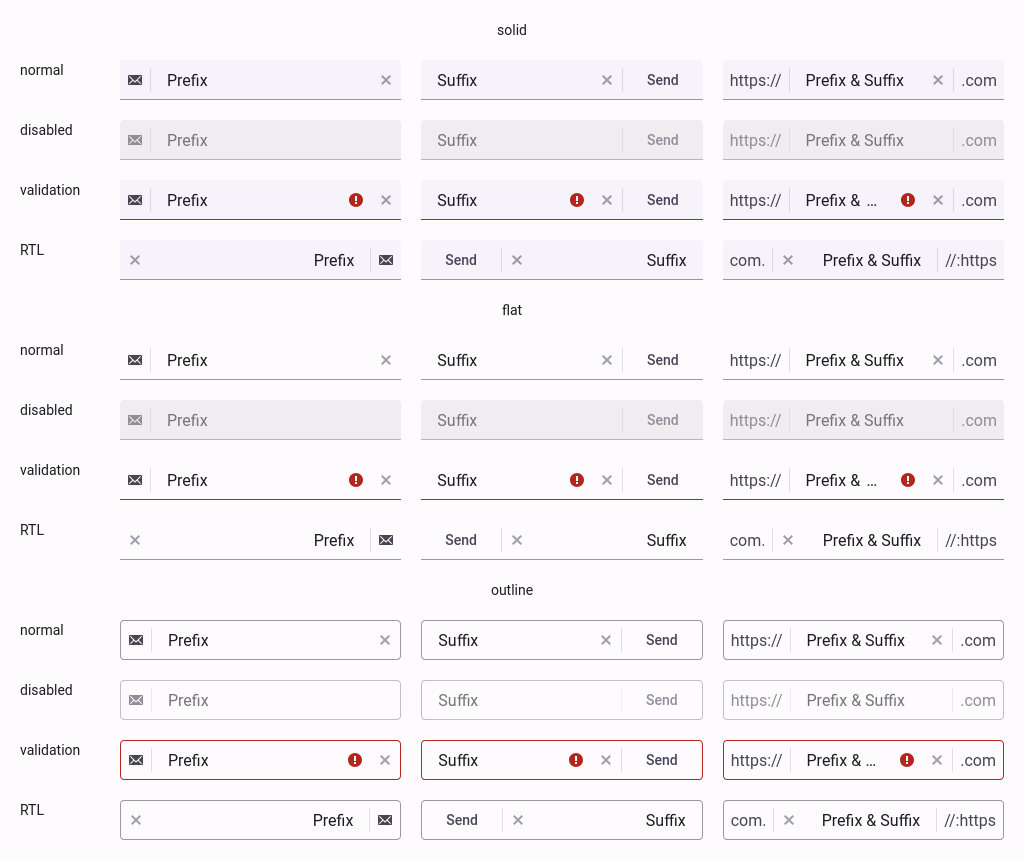 solid
normal Prefix Suffix Send https:// Prefix & Suffix .com
disabled Prefix Suffix Send https:// Prefix & Suffix .com
validation Prefix Suffix Send https:// Prefix & ... .com
RTL Prefix Send Suffix com. Prefix & Suffix //:https
flat
normal Prefix Suffix Send https:// Prefix & Suffix .com
disabled Prefix Suffix Send https:// Prefix & Suffix .com
validation Prefix Suffix Send https:// Prefix & ... .com
RTL Prefix Send Suffix com. Prefix & Suffix //:https
outline
normal Prefix Suffix Send https:// Prefix & Suffix .com
disabled Prefix Suffix Send https:// Prefix & Suffix .com
validation Prefix Suffix Send https:// Prefix & ... .com
RTL Prefix Send Suffix com. Prefix & Suffix //:https